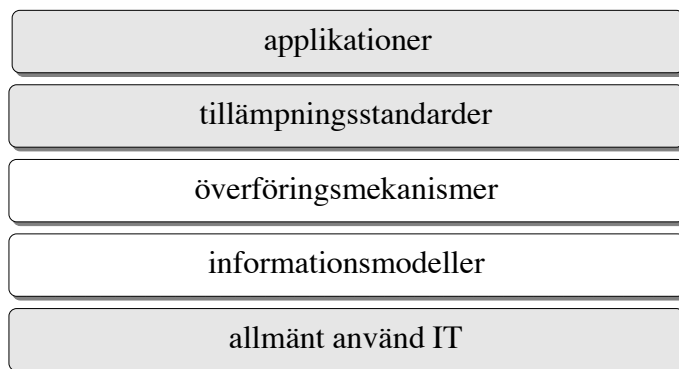 applikationer
tillämpningsstandarder
överföringsmekanismer
informationsmodeller
allmänt använd IT